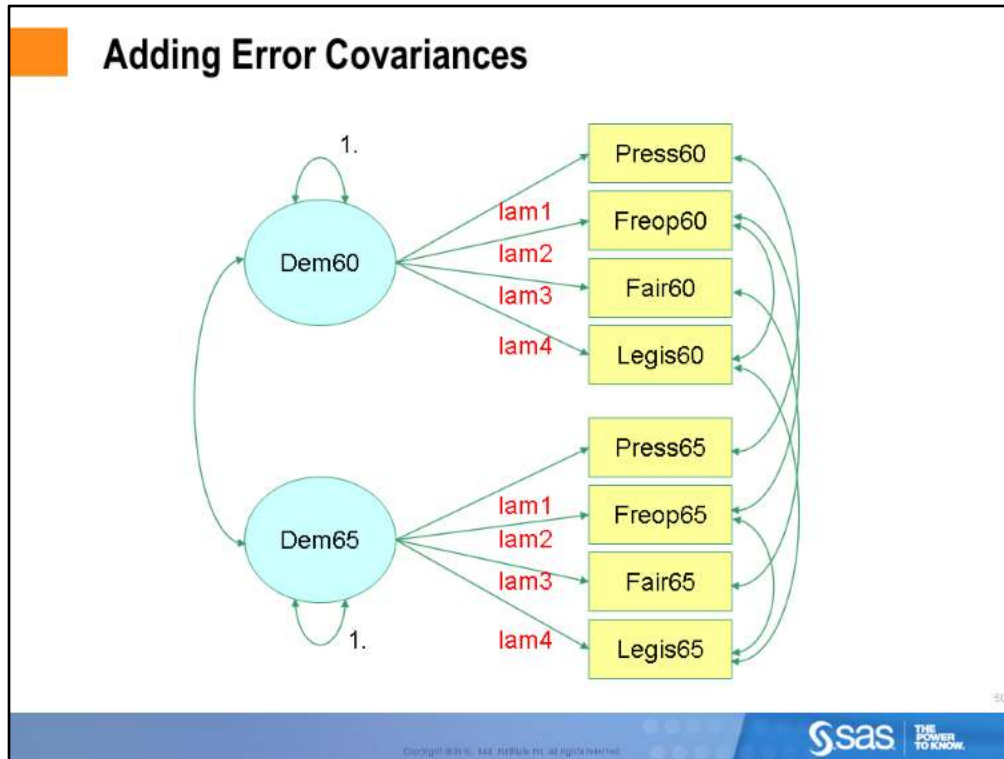 Adding Error Covariances
1.
Press60
lam1
Freop60
lam2
Dem60
Fair60
lam3
lam4
Legis60
Press65
lam1
Freop65
Dem65
lam2
lam3
Fair65
1.
lam4
Legis65
sas THE POWER TO KNOW.